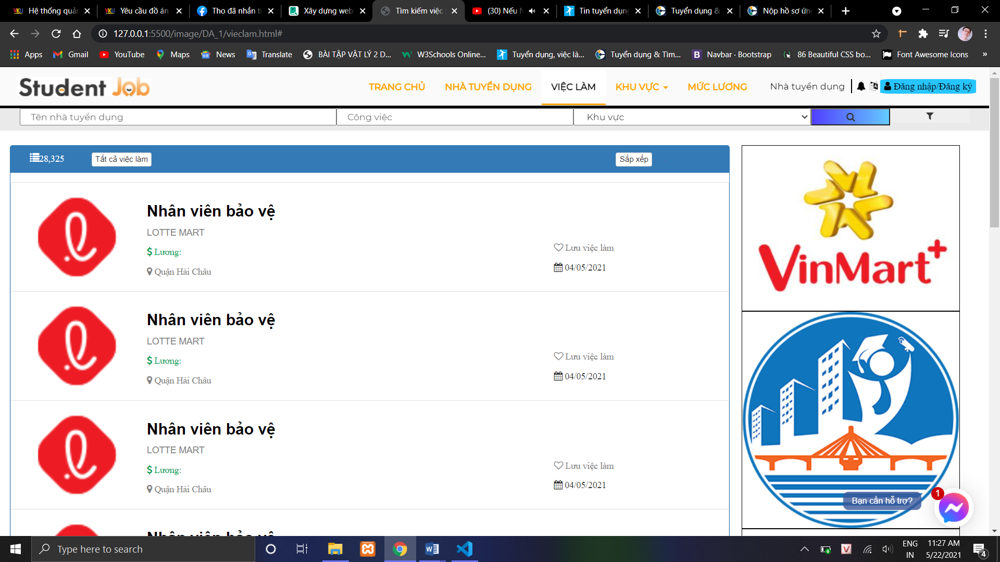 Hệ thống quản
Yêu cầu đồ án
Tho đã nhắn ti
Xây dựng web
Tìm kiếm việc
(30) Nếu N
Tin tuyển dụng
Tuyển dụng &
Nộp hồ sơ ứng
127.0.0.1:5500/image/DA_1/vieclam.html#
Apps
Gmail
YouTube
Maps
News
Translate
BÀI TẬP VẬT LÝ 2 D...
W3Schools Online...
Tuyển dụng, việc là...
Tuyển dụng & Tìm...
Navbar · Bootstrap
86 Beautiful CSS bo...
Font Awesome Icons
»
Student Job
TRANG CHỦ
NHÀ TUYỂN DỤNG
VIỆC LÀM
KHU VỰC
MỨC LƯƠNG
Nhà tuyển dụng
Đăng nhập/Đăng ký
Tên nhà tuyển dụng
Công việc
Khu vực
28,325
Tất cả việc làm
Sắp xếp
Nhân viên bảo vệ
LOTTE MART
$ Lương:
Quận Hải Châu
Lưu việc làm
04/05/2021
Nhân viên bảo vệ
LOTTE MART
$ Lương:
Quận Hải Châu
Lưu việc làm
04/05/2021
Nhân viên bảo vệ
LOTTE MART
$ Lương:
Quận Hải Châu
Lưu việc làm
04/05/2021
Nhân viên bảo vệ
VinMart+
Bạn cần hỗ trợ?
1
Type here to search
ENG
IN
11:27 AM
5/22/2021
4